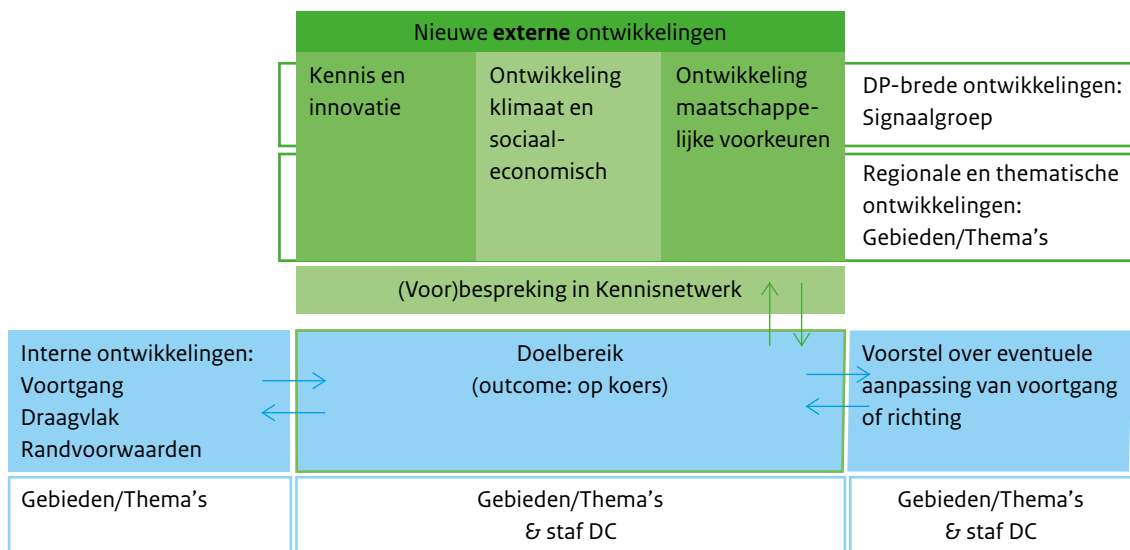 Nieuwe externe ontwikkelingen
Kennis en
innovatie
Ontwikkeling
klimaat en
sociaal-
economisch
Ontwikkeling
maatschappe-
lijke voorkeuren
DP-brede ontwikkelingen:
Signaalgroep
Regionale en thematische
ontwikkelingen:
Gebieden/Thema's
(Voor)bespreking in Kennisnetwerk
Interne ontwikkelingen:
Voortgang
Draagvlak
Randvoorwaarden
Doelbereik
(outcome: op koers)
Voorstel over eventuele
aanpassing van voortgang
of richting
Gebieden/Thema's
Gebieden/Thema's
& staf DC
Gebieden/Thema's
& staf DC